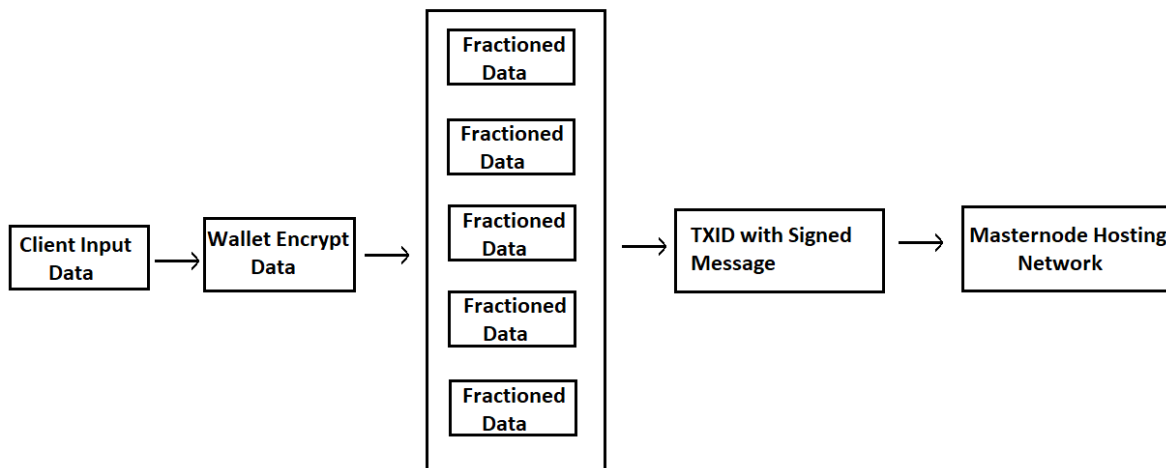 Client Input
Data
Wallet Encrypt
Data
Fractioned
Data
Fractioned
Data
Fractioned
Data
Fractioned
Data
Fractioned
Data
TXID with Signed
Message
Masternode Hosting
Network